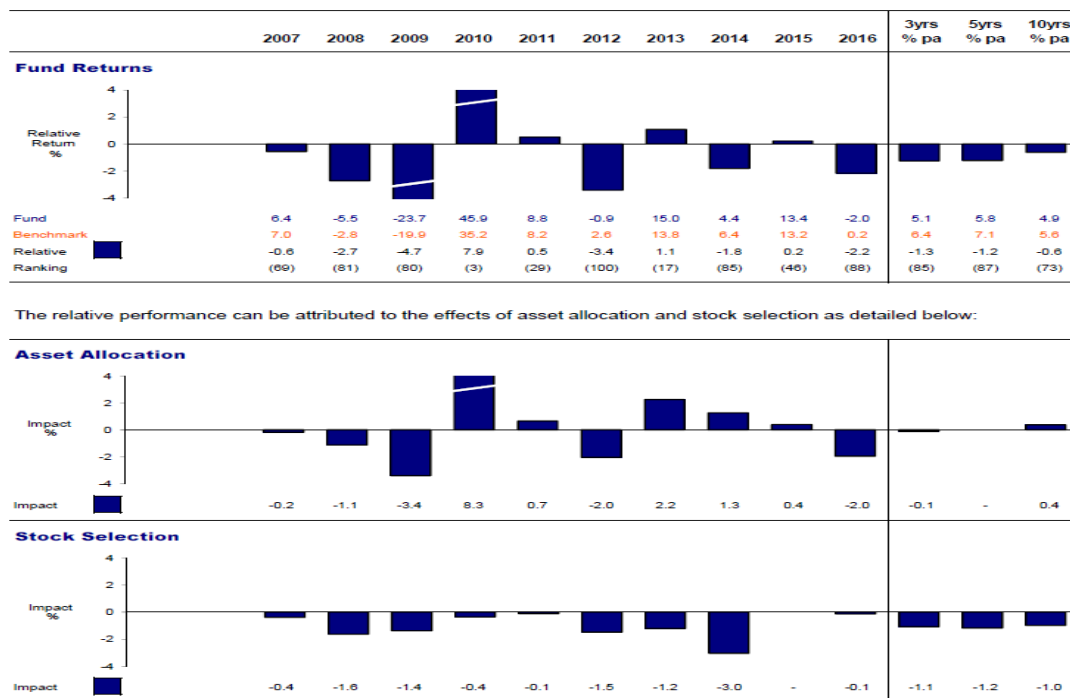 3yrs 5yrs 10yrs
2007 2008 2009 2010 2011 2012 2013 2014 2015 2016 % pa % pa % pa
Fund Returns
4
2
Relative
Return 0
%
-2
-4
Fund 6.4 -5.5 -23.7 45.9 8.8 -0.9 15.0 4.4 13.4 -2.0 5.1 5.8 4.9
Benchmark 7.0 -2.8 -19.9 35.2 8.2 2.6 13.8 6.4 13.2 0.2 6.4 7.1 5.6
Relative -0.6 -2.7 -4.7 7.9 0.5 -3.4 1.1 -1.8 0.2 -2.2 -1.3 -1.2 -0.6
Ranking (69) (81) (80) (3) (29) (100) (17) (85) (46) (88) (85) (87) (73)
The relative performance can be attributed to the effects of asset allocation and stock selection as detailed below:
Asset Allocation
4
2
Impact 0
%
-2
-4
Impact -0.2 -1.1 -3.4 8.3 0.7 -2.0 2.2 1.3 0.4 -2.0 -0.1 - 0.4
Stock Selection
4
2
Impact 0
%
-2
-4
Impact -0.4 -1.6 -1.4 -0.4 -0.1 -1.5 -1.2 -3.0 - -0.1 -1.1 -1.2 -1.0